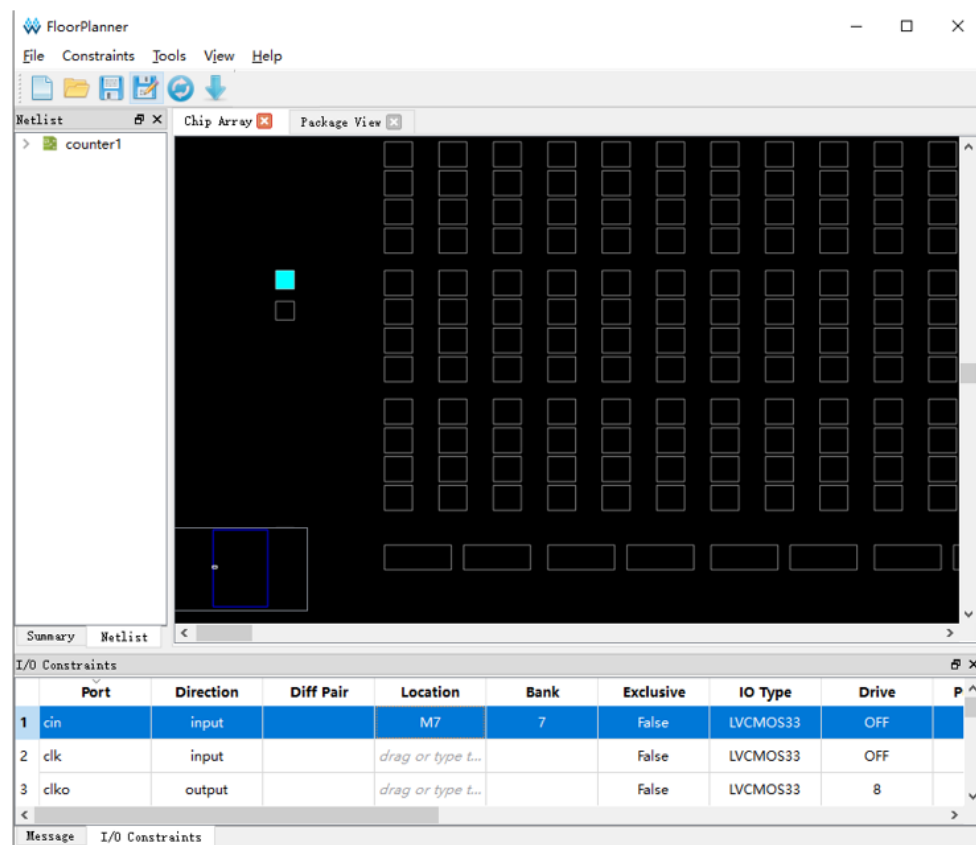 FloorPlanner
File Constraints Tools View Help
Netlist
Chip Array Package View
counter1
Summary Netlist
I/O Constraints
Port Direction Diff Pair Location Bank Exclusive IO Type Drive P
1 cin input M7 7 False LVCMOS33 OFF
2 clk input drag or type t... False LVCMOS33 OFF
3 clko output drag or type t... False LVCMOS33 8
Message I/O Constraints